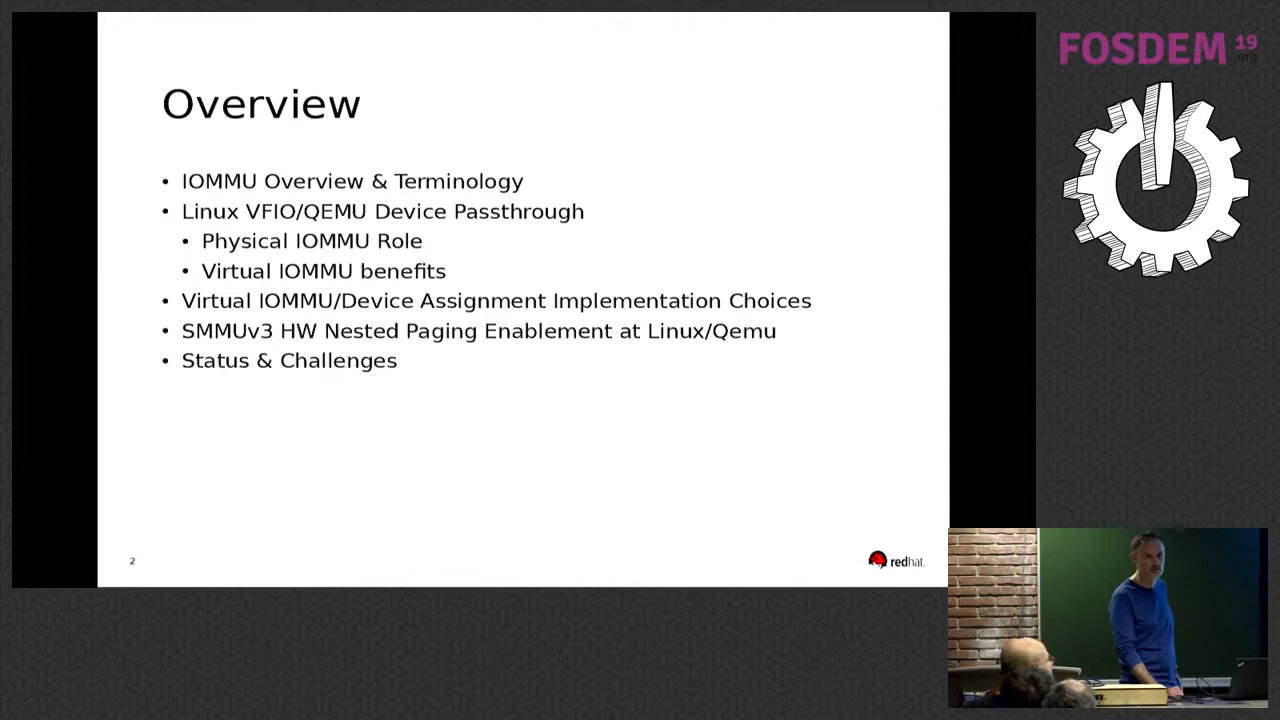 Overview
• IOMMU Overview & Terminology
• Linux VFIO/QEMU Device Passthrough
• Physical IOMMU Role
• Virtual IOMMU benefits
• Virtual IOMMU/Device Assignment Implementation Choices
• SMMUv3 HW Nested Paging Enablement at Linux/Qemu
• Status & Challenges
2
redhat.
FOSDEM 19
.org